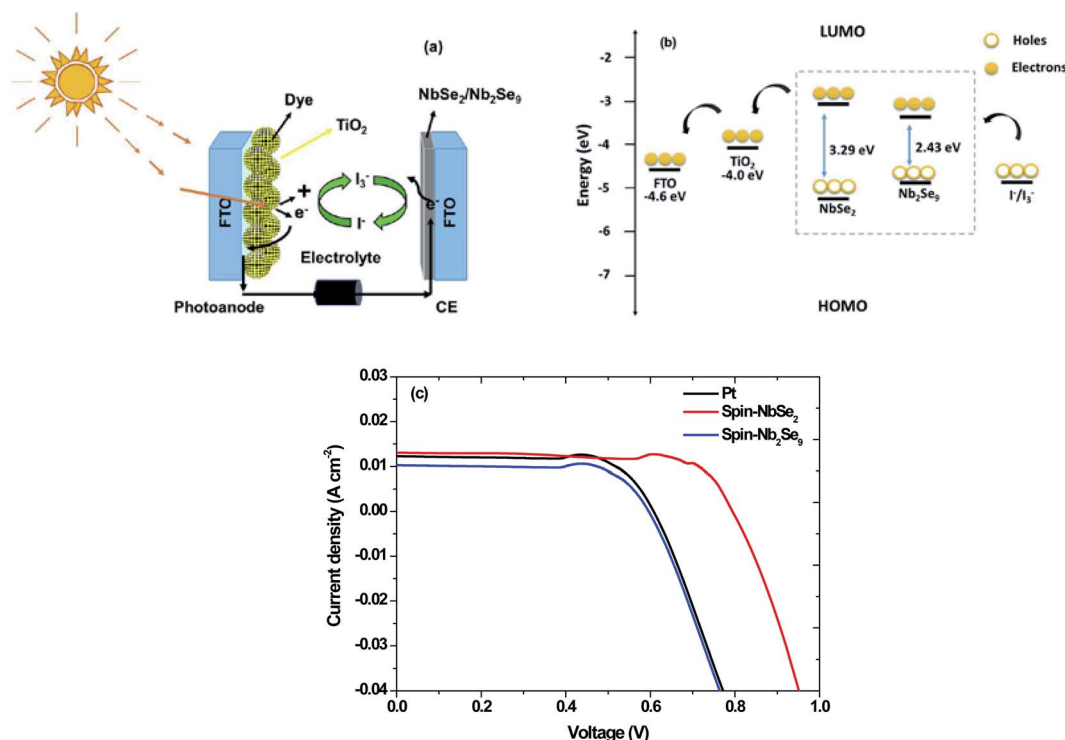 (a)
NbSe₂/Nb₂Se₉
Dye
TiO₂
FTO
+
e⁻
I₃⁻
I⁻
Electrolyte
e⁻
FTO
Photoanode
CE
(b)
LUMO
Holes
Electrons
Energy (eV)
-2
-3
-4
-5
-6
-7
FTO
-4.6 eV
TiO₂
-4.0 eV
3.29 eV
NbSe₂
2.43 eV
Nb₂Se₉
I⁻/I₃⁻
HOMO
(c)
Pt
Spin-NbSe₂
Spin-Nb₂Se₉
Current density (A cm⁻²)
0.03
0.02
0.01
0.00
-0.01
-0.02
-0.03
-0.04
0.0 0.2 0.4 0.6 0.8 1.0
Voltage (V)